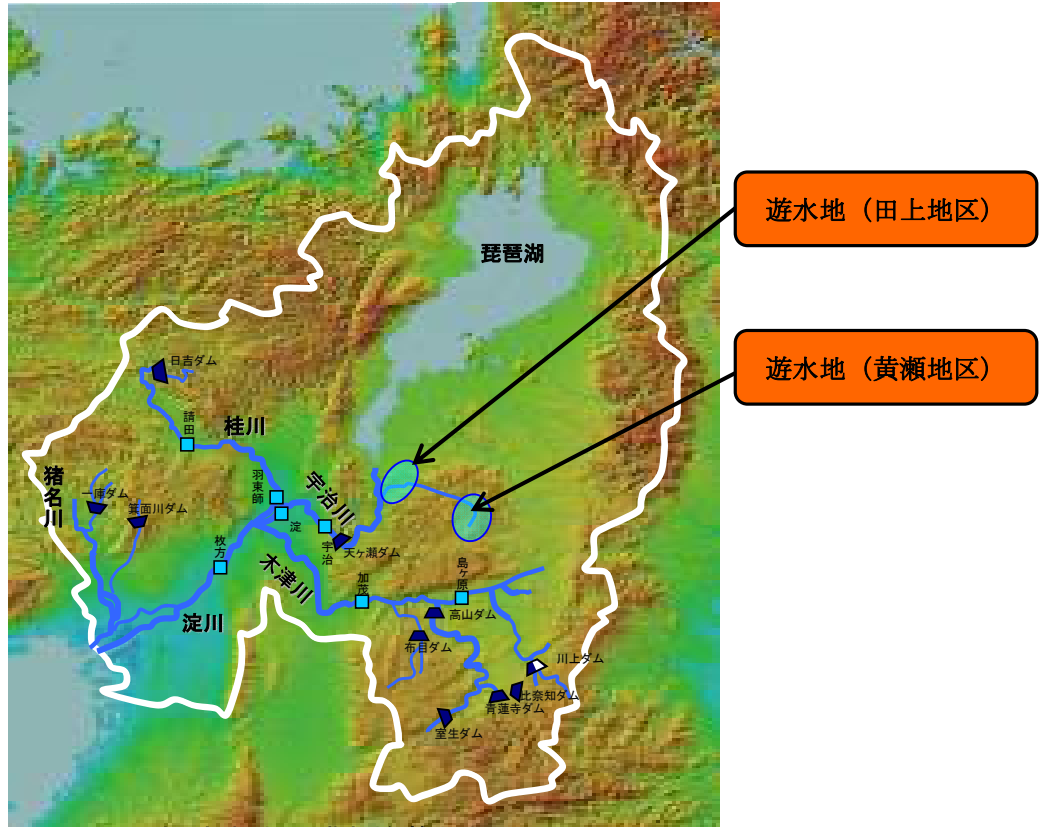 遊水地（田上地区）
琵琶湖
遊水地（黄瀬地区）
日吉ダム
請田
桂川
猪名川
一庫ダム
箕面川ダム
羽束師
宇治川
淀
宇治
天ヶ瀬ダム
枚方
木津川
加茂
島ヶ原
淀川
高山ダム
布目ダム
川上ダム
比奈知ダム
青蓮寺ダム
室生ダム